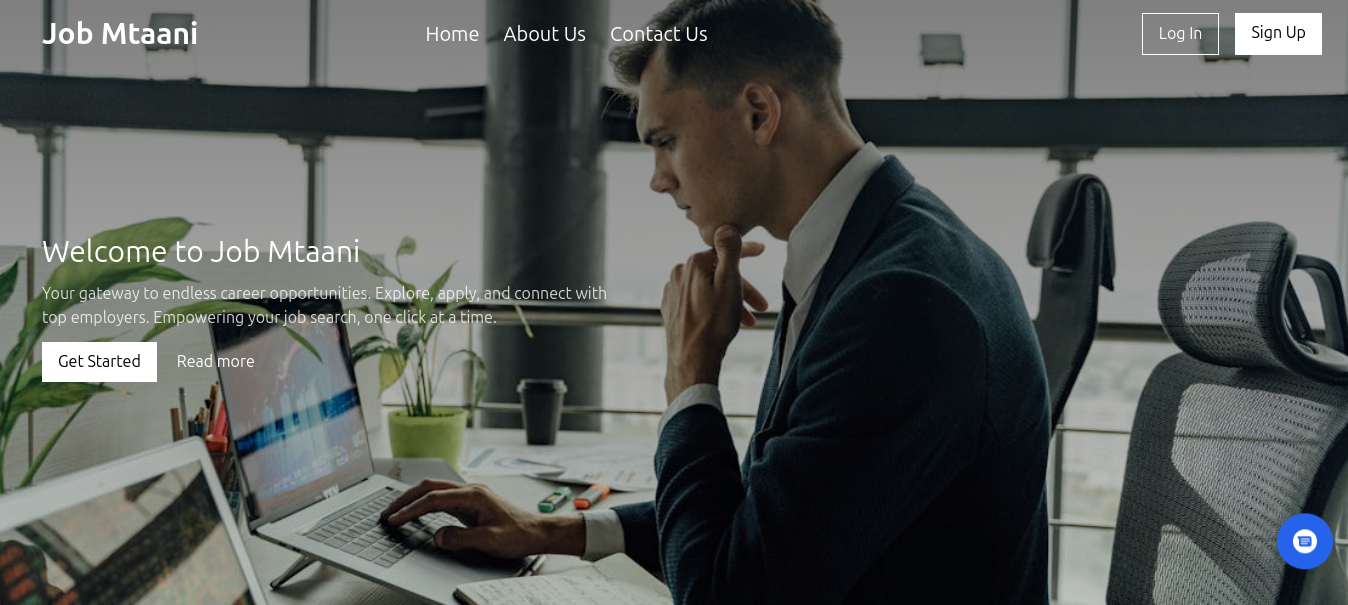 Job Mtaani
Home
About Us
Contact Us
Log In
Sign Up
Welcome to Job Mtaani
Your gateway to endless career opportunities. Explore, apply, and connect with
top employers. Empowering your job search, one click at a time.
Get Started
Read more